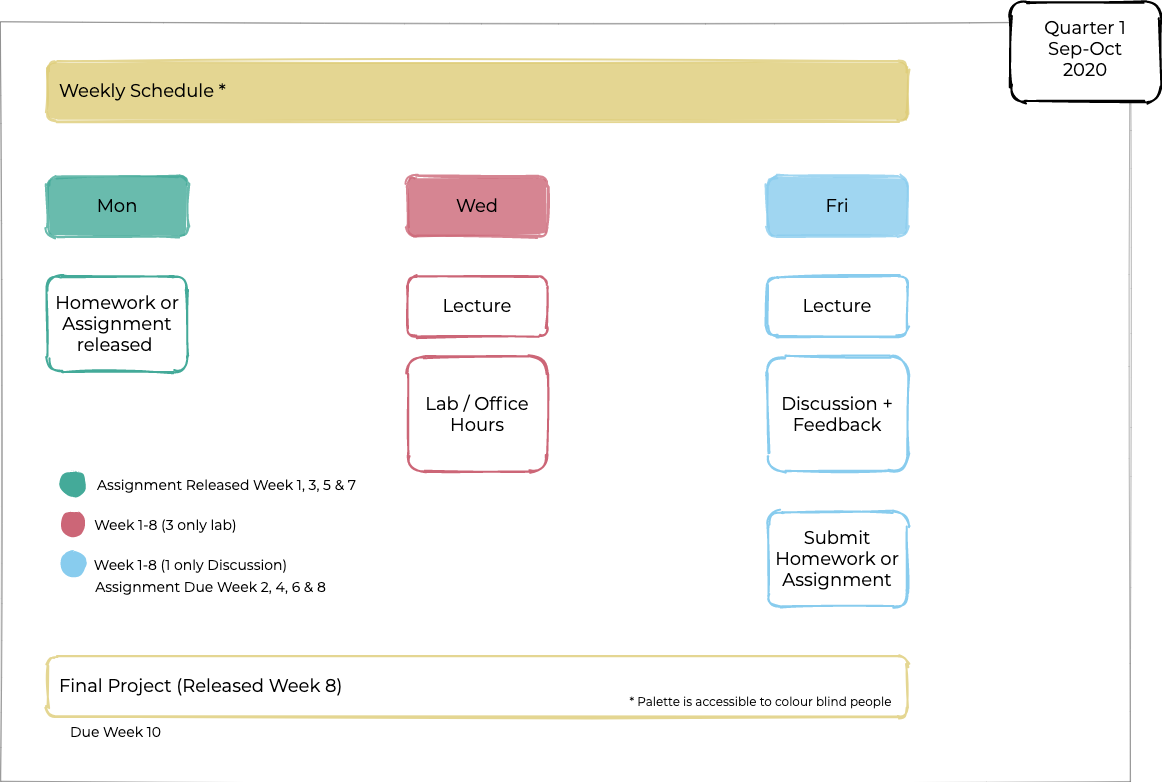 Quarter 1
Sep-Oct
2020
Weekly Schedule *
Mon
Wed
Fri
Homework or
Assignment
released
Lecture
Lecture
Lab / Office
Hours
Discussion +
Feedback
Assignment Released Week 1, 3, 5 & 7
Week 1-8 (3 only lab)
Week 1-8 (1 only Discussion)
Assignment Due Week 2, 4, 6 & 8
Submit
Homework or
Assignment
Final Project (Released Week 8)
* Palette is accessible to colour blind people
Due Week 10